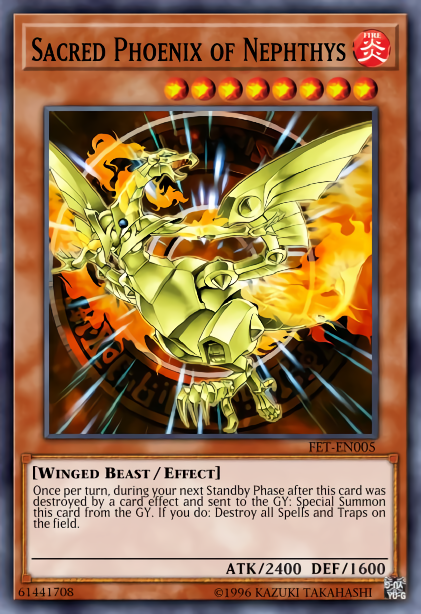 SACRED PHOENIX OF NEPHTHYS
FIRE
炎
FET-EN005
[WINGED BEAST / EFFECT]
Once per turn, during your next Standby Phase after this card was
destroyed by a card effect and sent to the GY: Special Summon
this card from the GY. If you do: Destroy all Spells and Traps on
the field.
ATK/2400 DEF/1600
61441708
©1996 KAZUKI TAKAHASHI